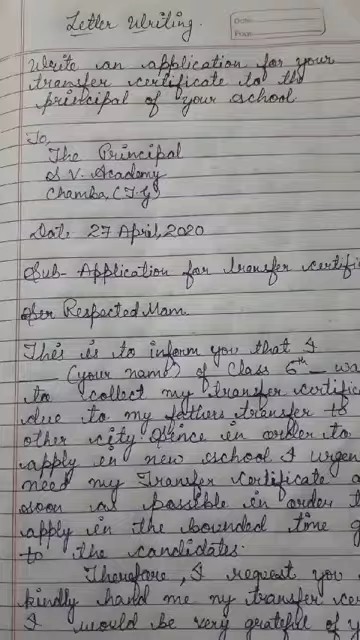 Letter Writing.
Date:
Page:
Write an application for your
transfer certificate to the
principal of your school
To,
The Principal
S.V. Academy
Chamba, (T.G)
Date: 27 April, 2020
Sub- Application for transfer certific
Respected Mam.
This is to inform you that I
(your name) of Class 6th wa
to collect my transfer certific
due to my fathers transfer to
other city. Since in order to
apply in new school I urgen
need my Transfer Certificate a
soon as possible in order t
apply in the bounded time g
to the candidates.
Therefore, I request you
kindly hand me my transfer cer
I would be very grateful of y